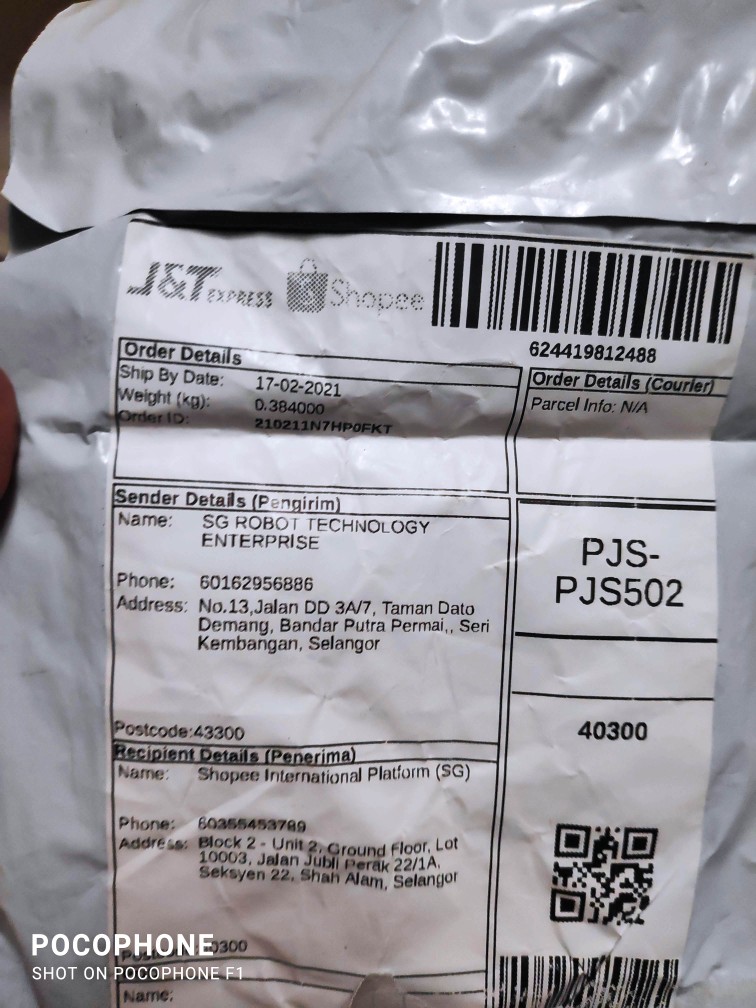 J&T EXPRESS Shopee
624419812488
Order Details
Ship By Date: 17-02-2021
Weight (kg): 0.384000
Order ID: 210211N7HP0FKT
Order Details (Courier)
Parcel Info: N/A
Sender Details (Pengirim)
Name: SG ROBOT TECHNOLOGY
ENTERPRISE
Phone: 60162956886
Address: No.13,Jalan DD 3A/7, Taman Dato
Demang, Bandar Putra Permai,, Seri
Kembangan, Selangor
Postcode:43300
PJS-
PJS502
40300
Recipient Details (Penerima)
Name: Shopee International Platform (SG)
Phone: 60355453789
Address: Block 2 - Unit 2, Ground Floor, Lot
10003, Jalan Jubli Perak 22/1A,
Seksyen 22, Shah Alam, Selangor
Name:
POCOPHONE
SHOT ON POCOPHONE F1